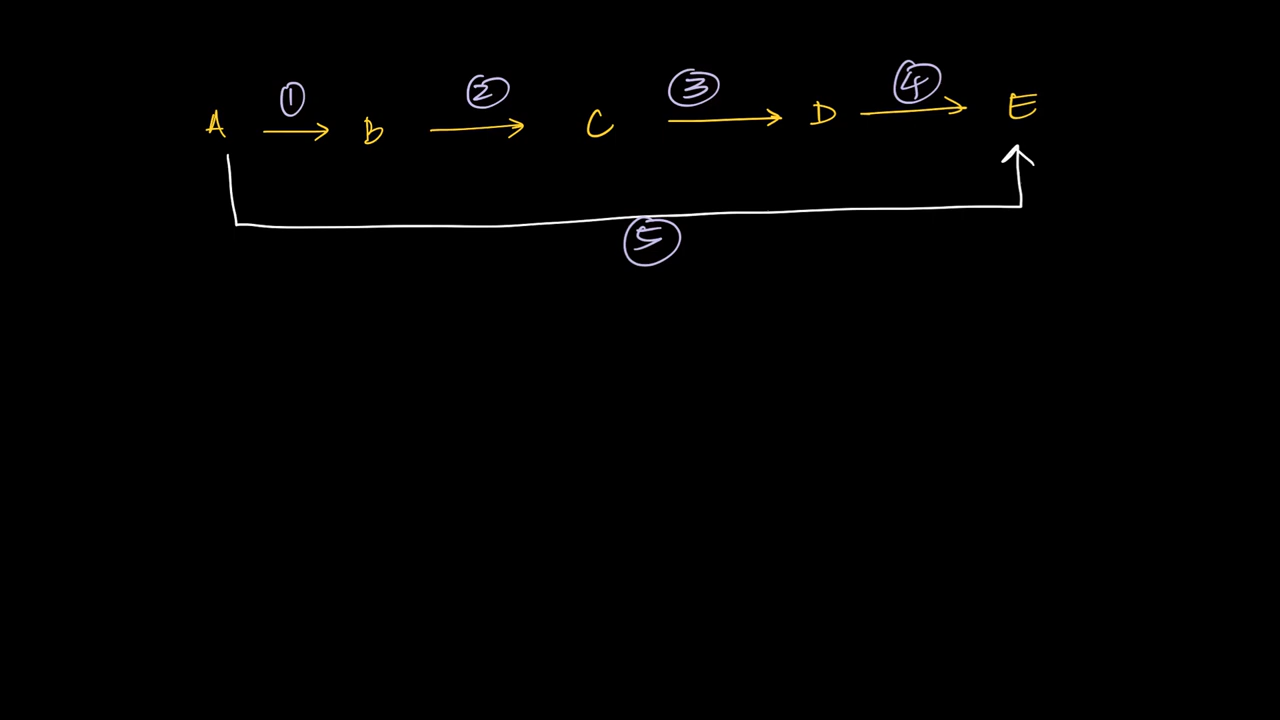 ① ② ③ ④
A → B → C → D → E
⑤